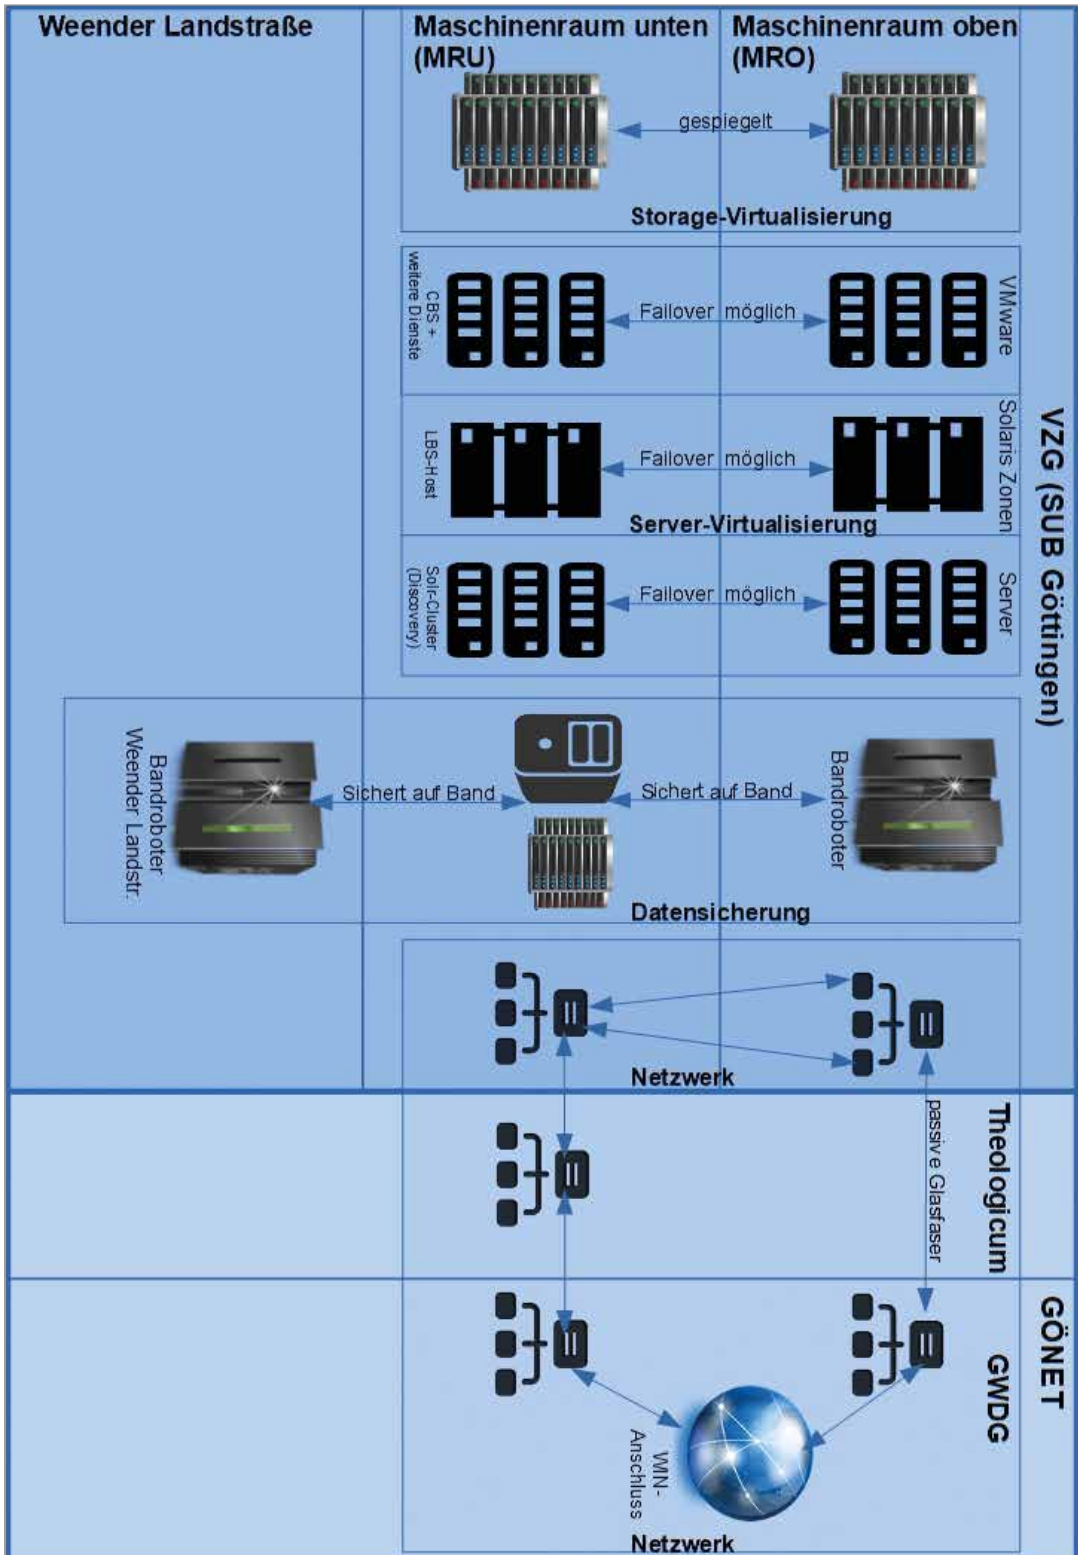 Weender Landstraße
Maschinenraum unten
(MRU)
Maschinenraum oben
(MRO)
gespiegelt
Storage-Virtualisierung
VZG (SUB Göttingen)
CBS +
weitere Dienste
Failover möglich
VMware
LBS-Host
Failover möglich
Solaris Zonen
Server-Virtualisierung
Solr-Cluster
(Discovery)
Failover möglich
Server
Bandroboter
Weender Landstr.
Sichert auf Band
Sichert auf Band
Bandroboter
Datensicherung
Netzwerk
passive Glasfaser
Theologicum
GÖNET
GWDG
WIN-
Anschluss
Netzwerk